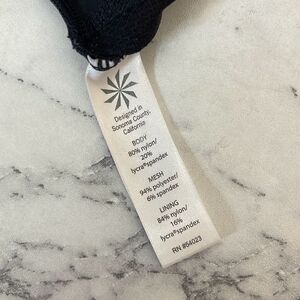 Designed in
Sonoma County,
California
BODY
80% nylon/
20%
lycra®spandex
MESH
94% polyester/
6% spandex
LINING
84% nylon/
16%
lycra®spandex
RN #64023